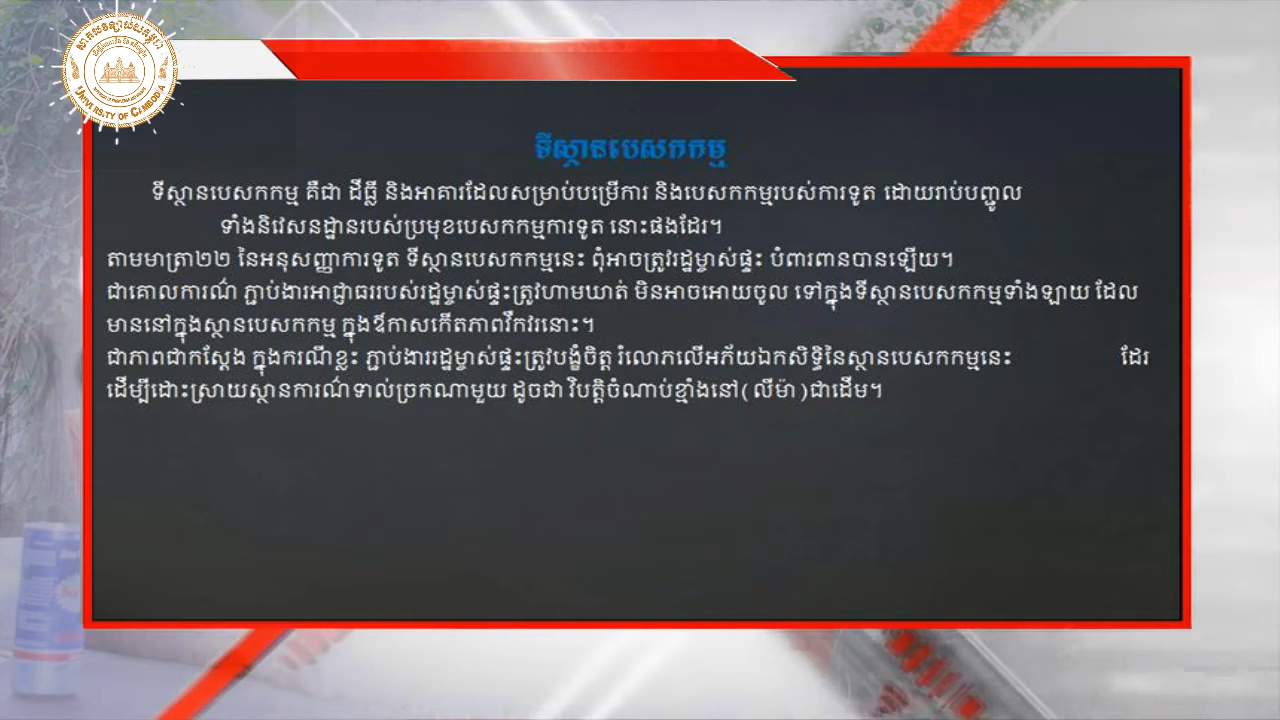 សាកលវិទ្យាល័យកម្ពុជា
UNIVERSITY OF CAMBODIA
ទីស្ថានបេសកកម្ម
ទីស្ថានបេសកកម្ម គឺជា ដីធ្លី និងអាគារដែលសម្រាប់បម្រើការ និងបេសកកម្មរបស់ការទូត ដោយរាប់បញ្ជូល
ទាំងនិវេសនដ្ឋានរបស់ប្រមុខបេសកកម្មការទូត នោះផងដែរ។
តាមមាត្រា២២ នៃអនុសញ្ញាការទូត ទីស្ថានបេសកកម្មនេះ ពុំអាចត្រូវរដ្ឋម្ចាស់ផ្ទះ បំពារពានបានឡើយ។
ជាគោលការណ៍ ភ្នាប់ងារអាជ្ញាធររបស់រដ្ឋម្ចាស់ផ្ទះត្រូវហាមឃាត់ មិនអាចអោយចូល ទៅក្នុងទីស្ថានបេសកកម្មទាំងឡាយ ដែល
មាននៅក្នុងស្ថានបេសកកម្ម ក្នុងឱកាសកើតភាពវឹកវរនោះ។
ជាភាពជាកស្តែង ក្នុងករណីខ្លះ ភ្នាប់ងាររដ្ឋម្ចាស់ផ្ទះត្រូវបង្ខំចិត្ត រំលោភលើអភ័យឯកសិទ្ធិនៃស្ថានបេសកកម្មនេះ ដែរ
ដើម្បីដោះស្រាយស្ថានការណ៍ទាល់ច្រកណាមួយ ដូចជា វិបត្តិចំណាប់ខ្មាំងនៅ( លីម៉ា )ជាដើម។